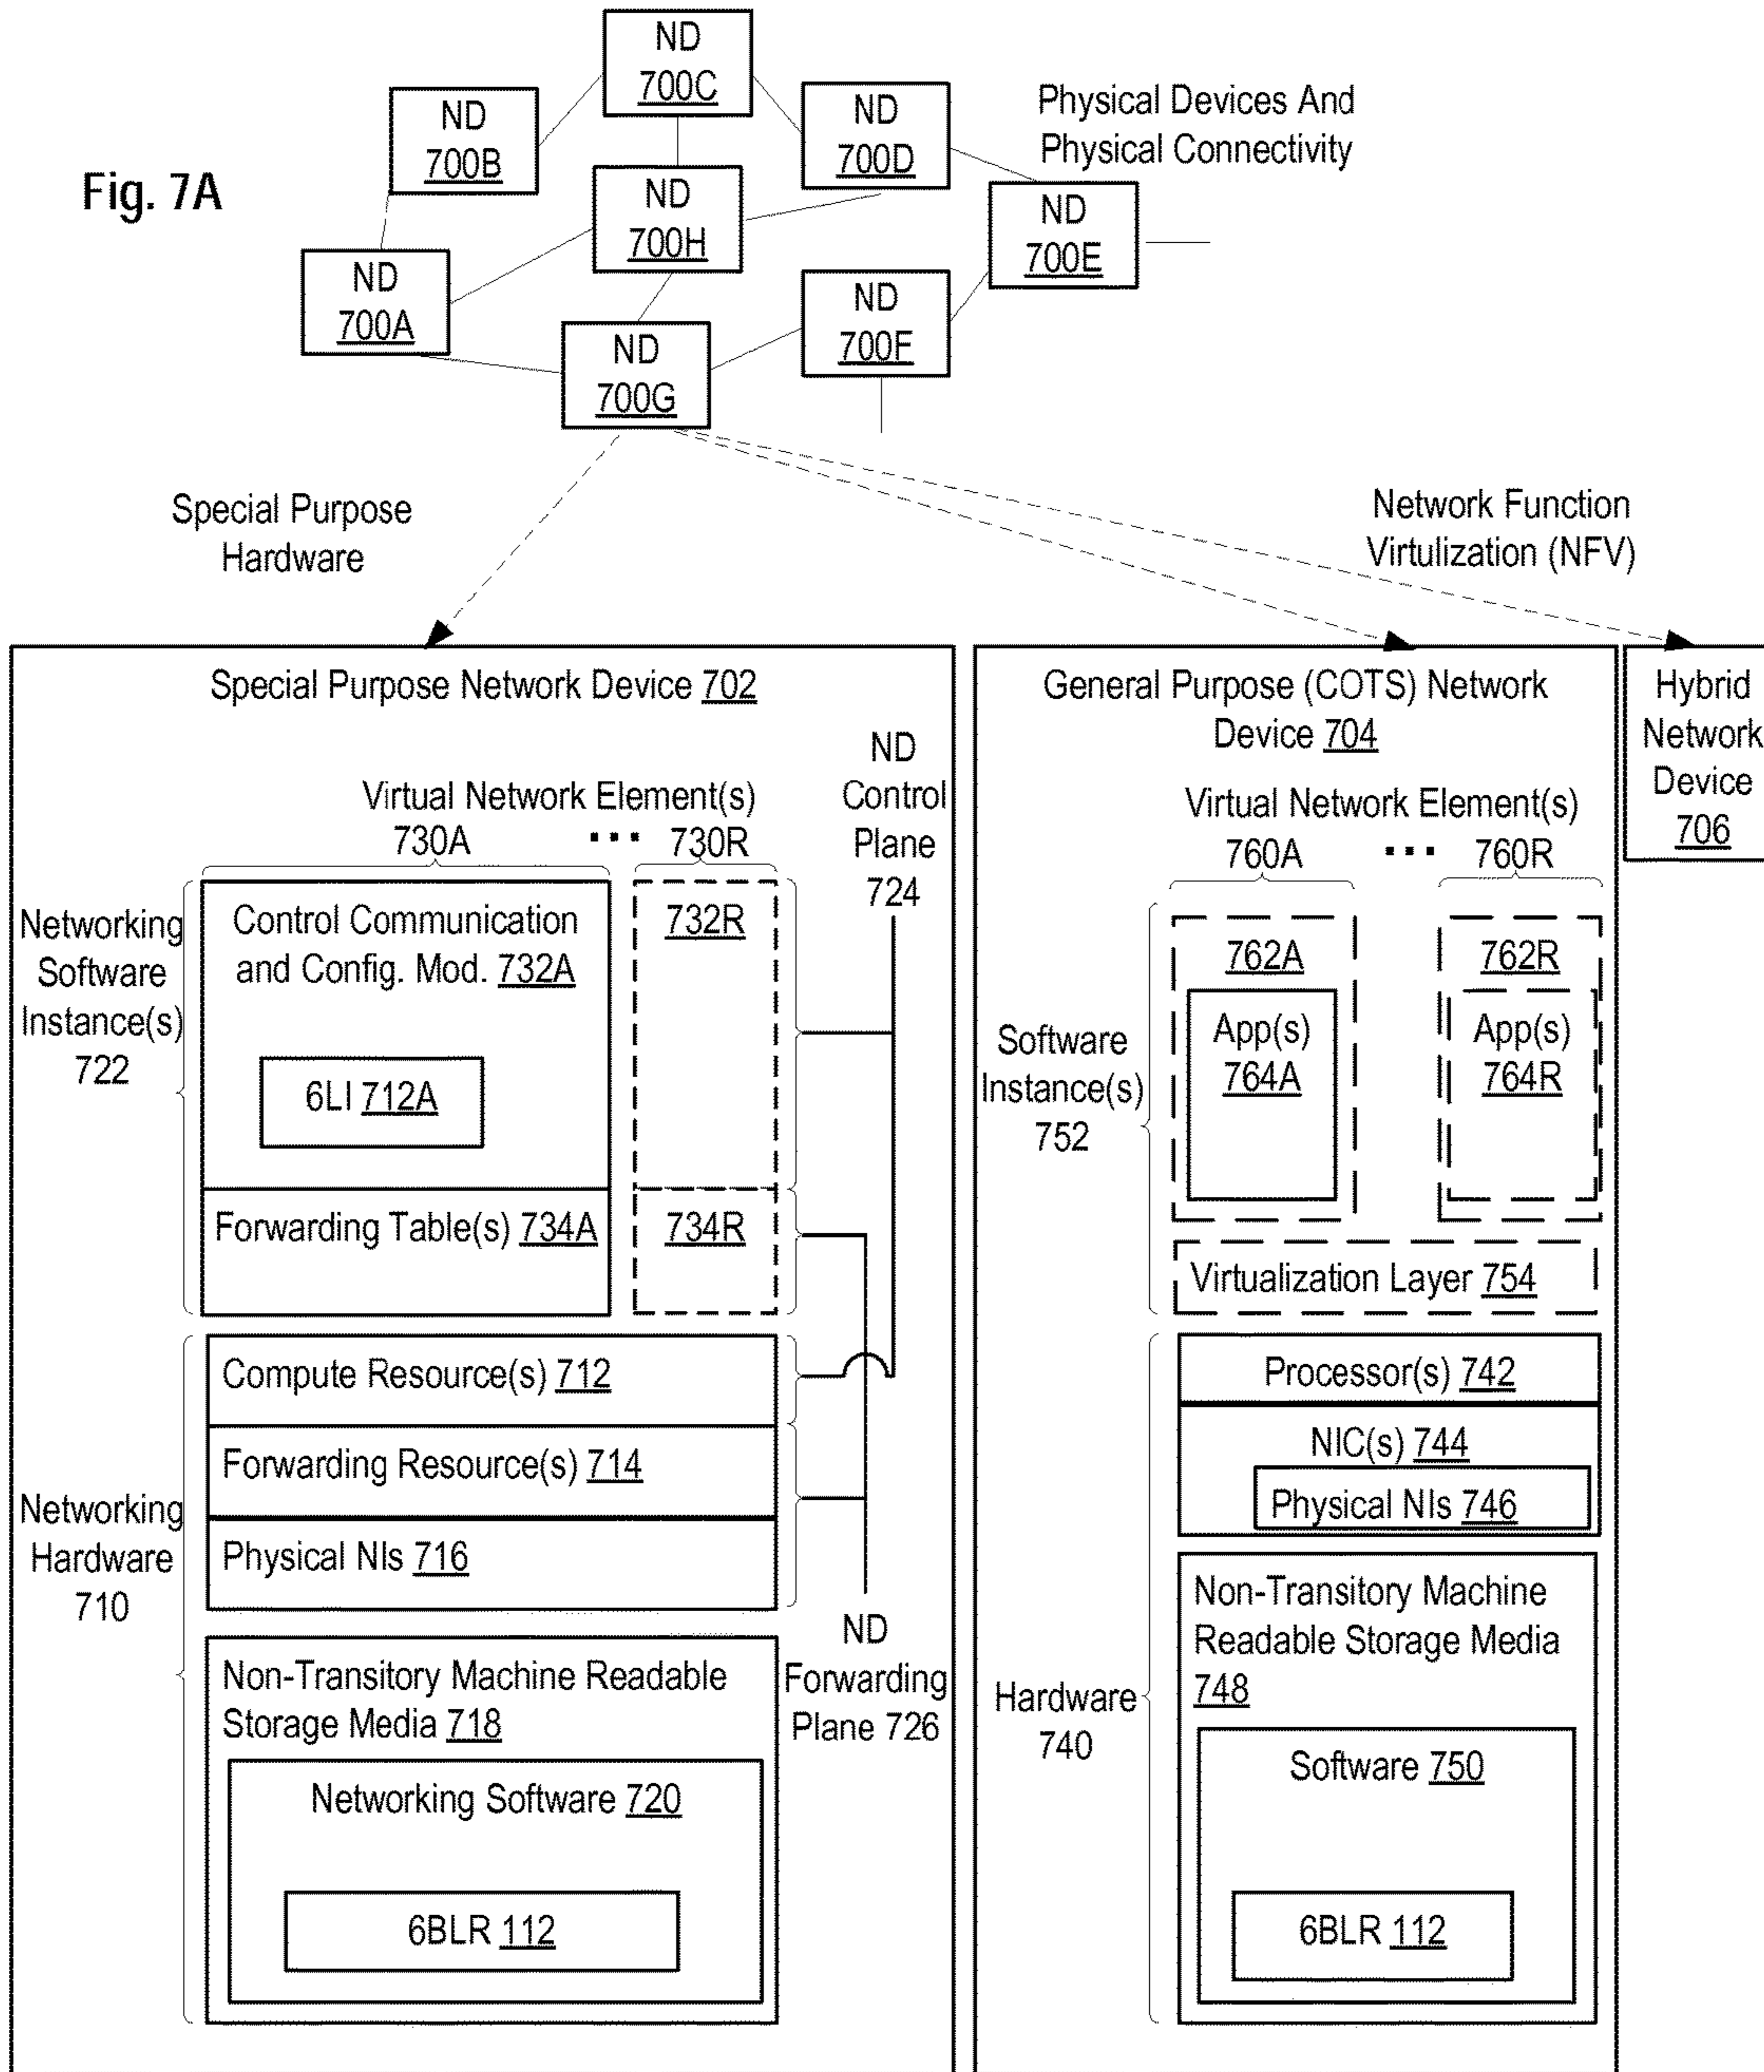 Fig. 7A
ND
700C
ND
700B
ND
700D
Physical Devices And
Physical Connectivity
ND
700H
ND
700E
ND
700A
ND
700F
ND
700G
Special Purpose
Hardware
Network Function
Virtulization (NFV)
Special Purpose Network Device 702
ND
Control
Plane
724
Virtual Network Element(s)
730A
...
730R
Networking
Software
Instance(s)
722
Control Communication
and Config. Mod. 732A
732R
6LI 712A
Forwarding Table(s) 734A
734R
Networking
Hardware
710
Compute Resource(s) 712
Forwarding Resource(s) 714
Physical NIs 716
ND
Forwarding
Plane 726
Non-Transitory Machine Readable
Storage Media 718
Networking Software 720
6BLR 112
General Purpose (COTS) Network
Device 704
Virtual Network Element(s)
760A
...
760R
Software
Instance(s)
752
762A
762R
App(s)
764A
App(s)
764R
Virtualization Layer 754
Hardware
740
Processor(s) 742
NIC(s) 744
Physical NIs 746
Non-Transitory Machine
Readable Storage Media
748
Software 750
6BLR 112
Hybrid
Network
Device
706